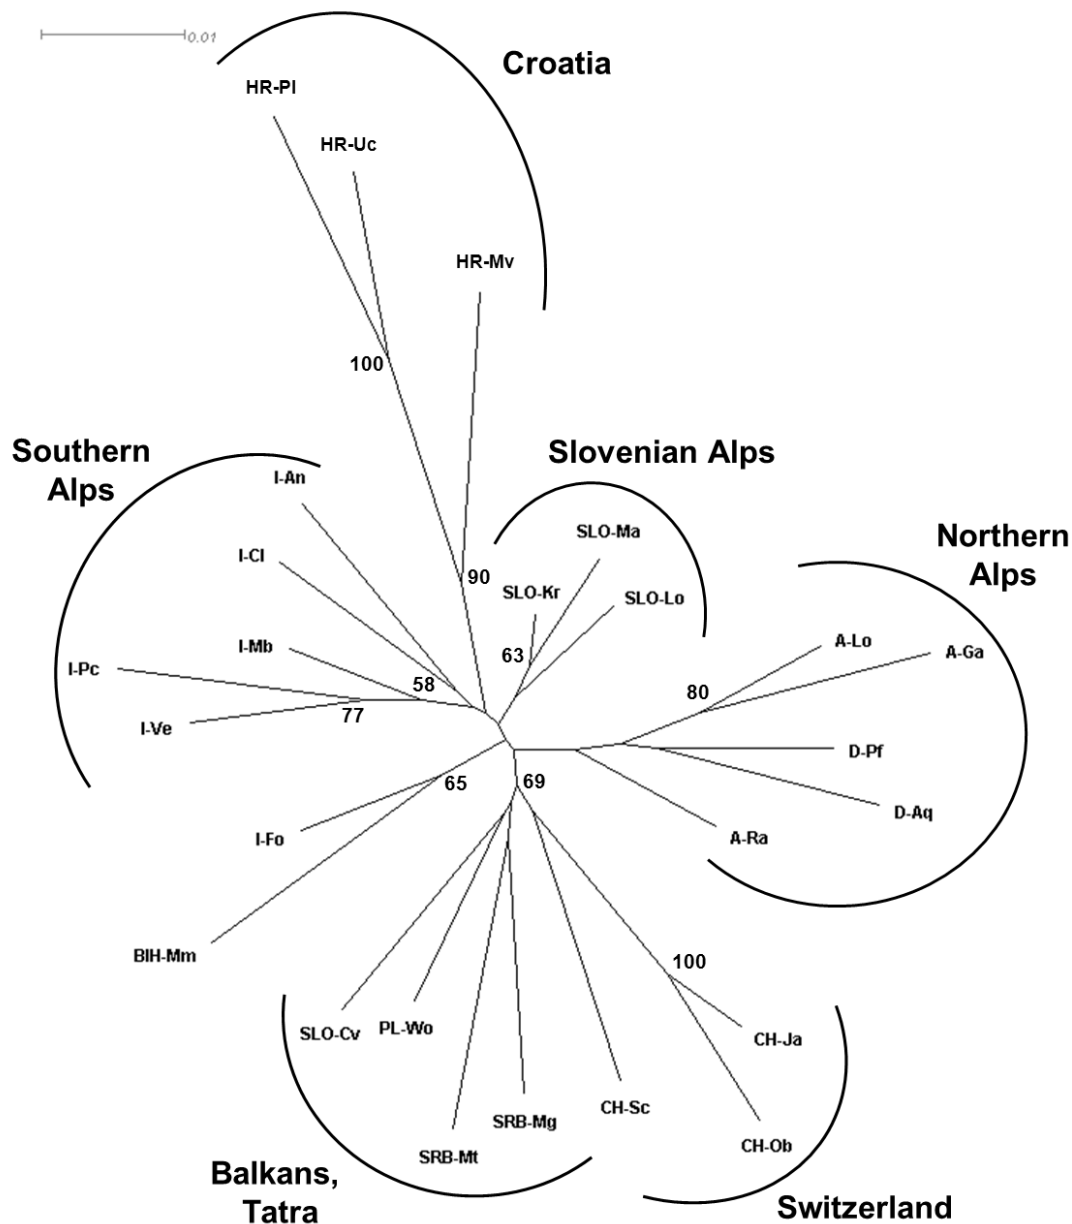 0.01
Croatia
HR-Pl
HR-Uc
HR-Mv
100
90
Southern
Alps
I-An
I-Cl
I-Mb
I-Pc
I-Ve
58
77
Slovenian Alps
SLO-Ma
SLO-Kr
SLO-Lo
63
Northern
Alps
A-Lo
A-Ga
80
D-Pf
D-Aq
A-Ra
65
69
I-Fo
BIH-Mm
SLO-Cv
PL-Wo
SRB-Mt
SRB-Mg
CH-Sc
100
CH-Ja
CH-Ob
Balkans,
Tatra
Switzerland